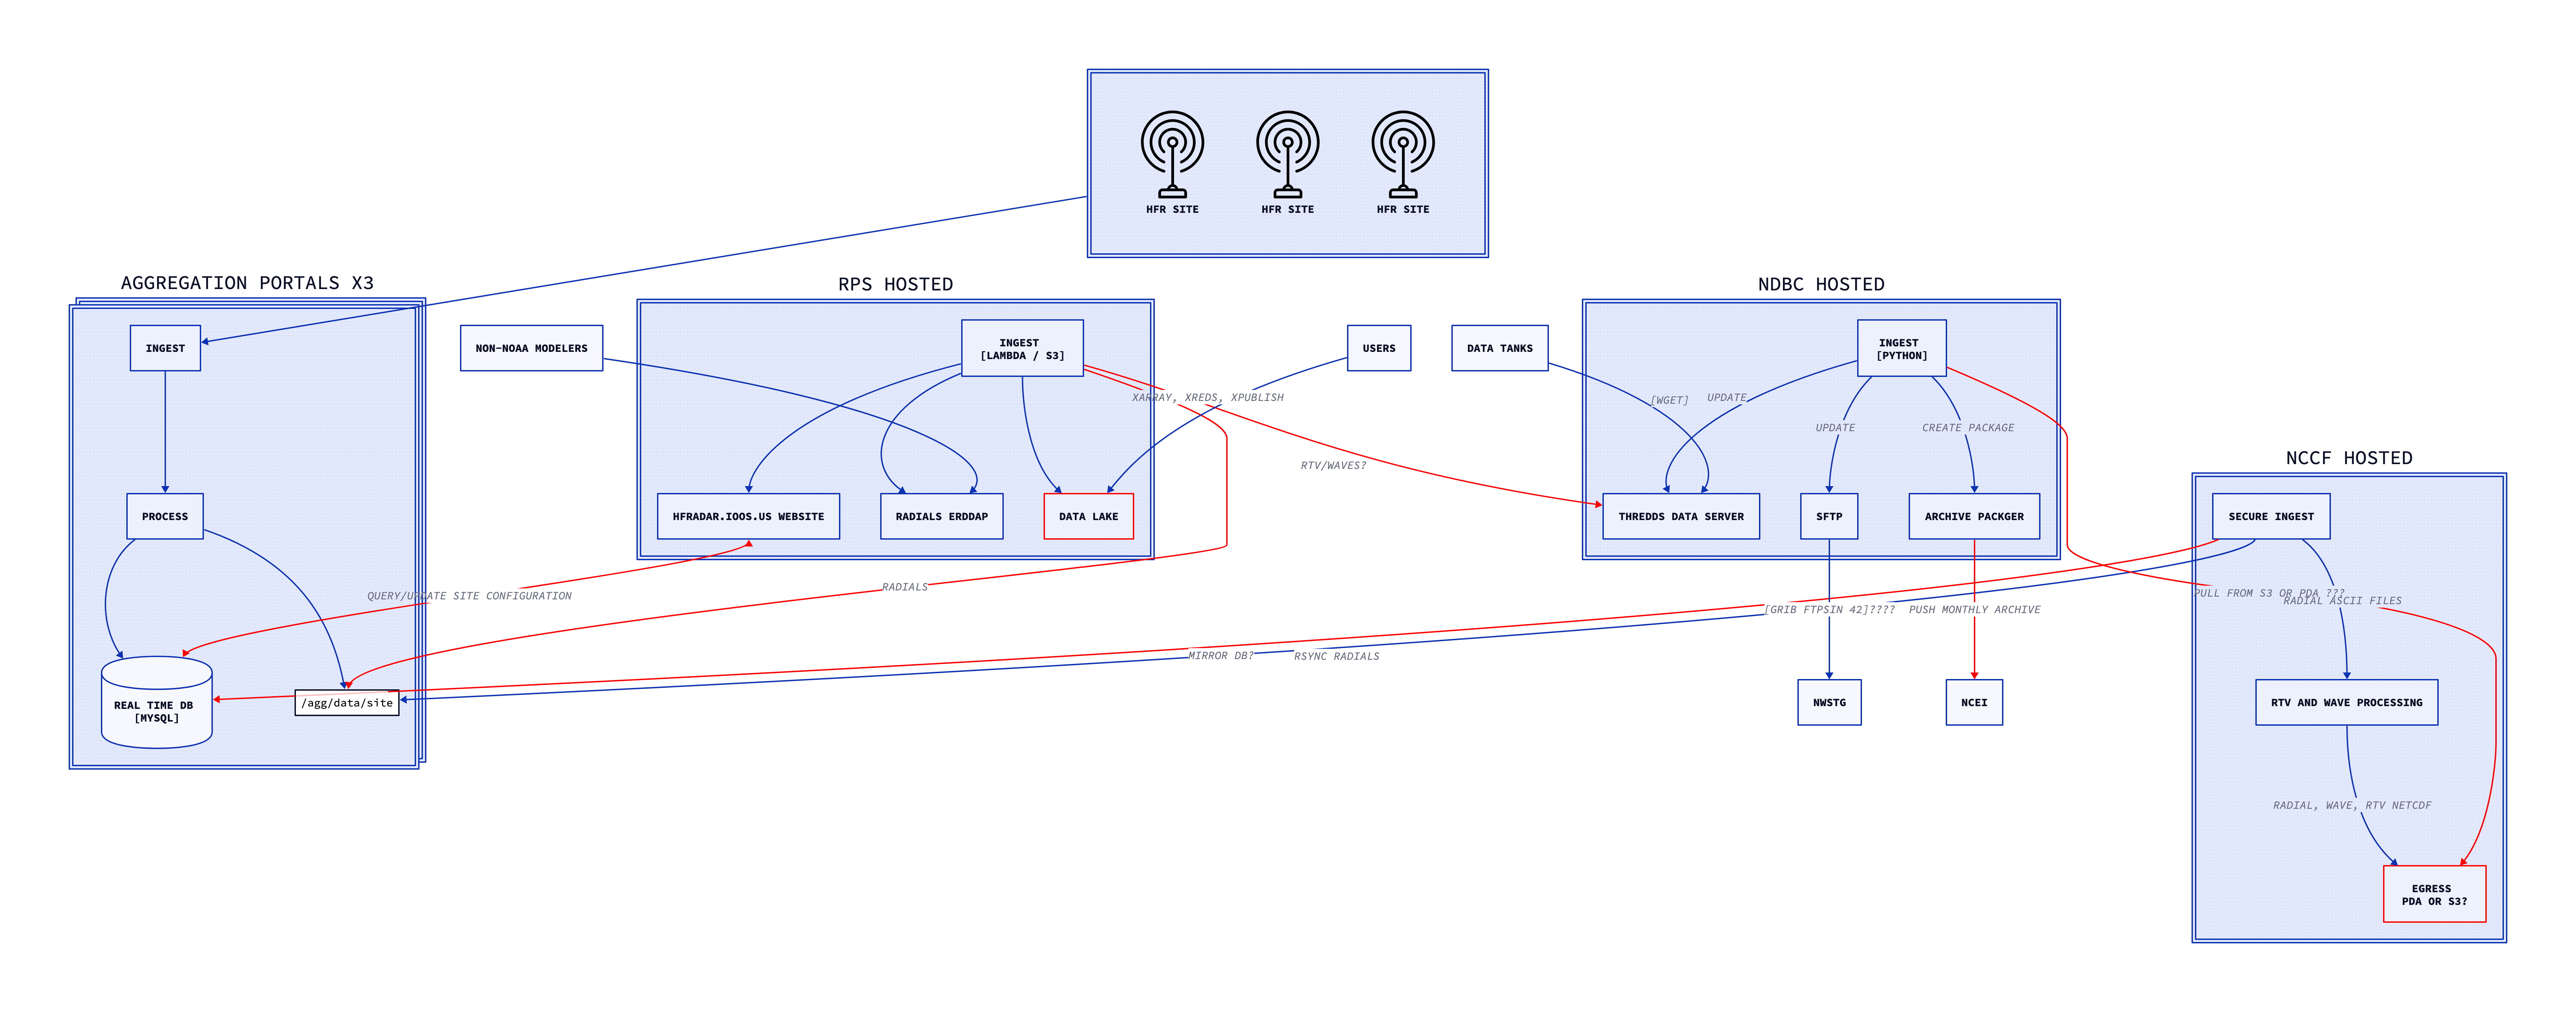 HFR SITE
HFR SITE
HFR SITE
AGGREGATION PORTALS X3
RPS HOSTED
NDBC HOSTED
INGEST
NON-NOAA MODELERS
INGEST
[LAMBDA / S3]
USERS
DATA TANKS
INGEST
[PYTHON]
XARRAY, XREDS, XPUBLISH
[WGET]
UPDATE
UPDATE
CREATE PACKAGE
RTV/WAVES?
NCCF HOSTED
PROCESS
HFRADAR.IOOS.US WEBSITE
RADIALS ERDDAP
DATA LAKE
THREDDS DATA SERVER
SFTP
ARCHIVE PACKGER
SECURE INGEST
QUERY/UPDATE SITE CONFIGURATION
RADIALS
PULL FROM S3 OR PDA ???
RADIAL ASCII FILES
[GRIB FTPSIN 42]????
PUSH MONTHLY ARCHIVE
MIRROR DB?
RSYNC RADIALS
REAL TIME DB
[MYSQL]
/agg/data/site
NWSTG
NCEI
RTV AND WAVE PROCESSING
RADIAL, WAVE, RTV NETCDF
EGRESS
PDA OR S3?